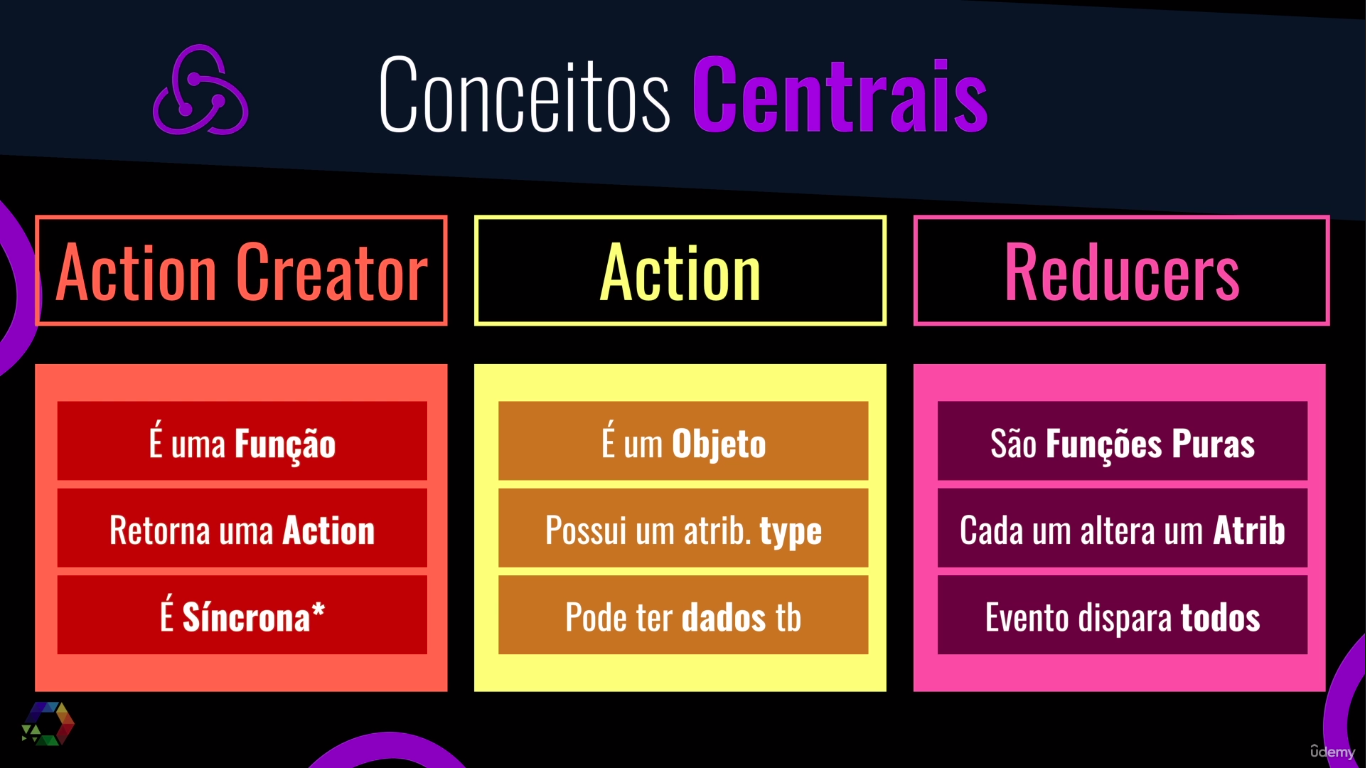 Conceitos Centrais
Action Creator
É uma Função
Retorna uma Action
É Síncrona*
Action
É um Objeto
Possui um atrib. type
Pode ter dados tb
Reducers
São Funções Puras
Cada um altera um Atrib
Evento dispara todos
ûdemy